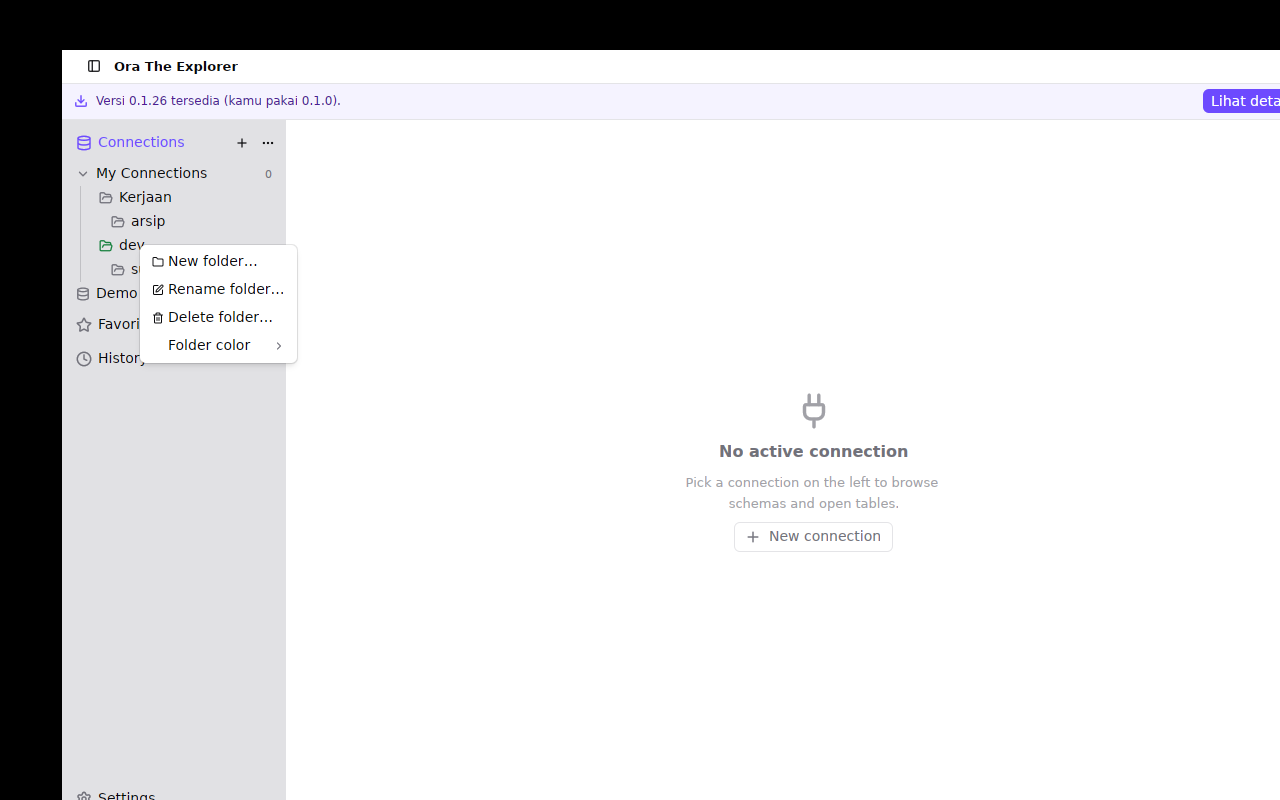 Ora The Explorer
Versi 0.1.26 tersedia (kamu pakai 0.1.0).
Lihat deta
Connections
My Connections 0
Kerjaan
arsip
dev
New folder...
Rename folder...
Delete folder...
Folder color
Demo
Favori
History
No active connection
Pick a connection on the left to browse
schemas and open tables.
New connection
Settings